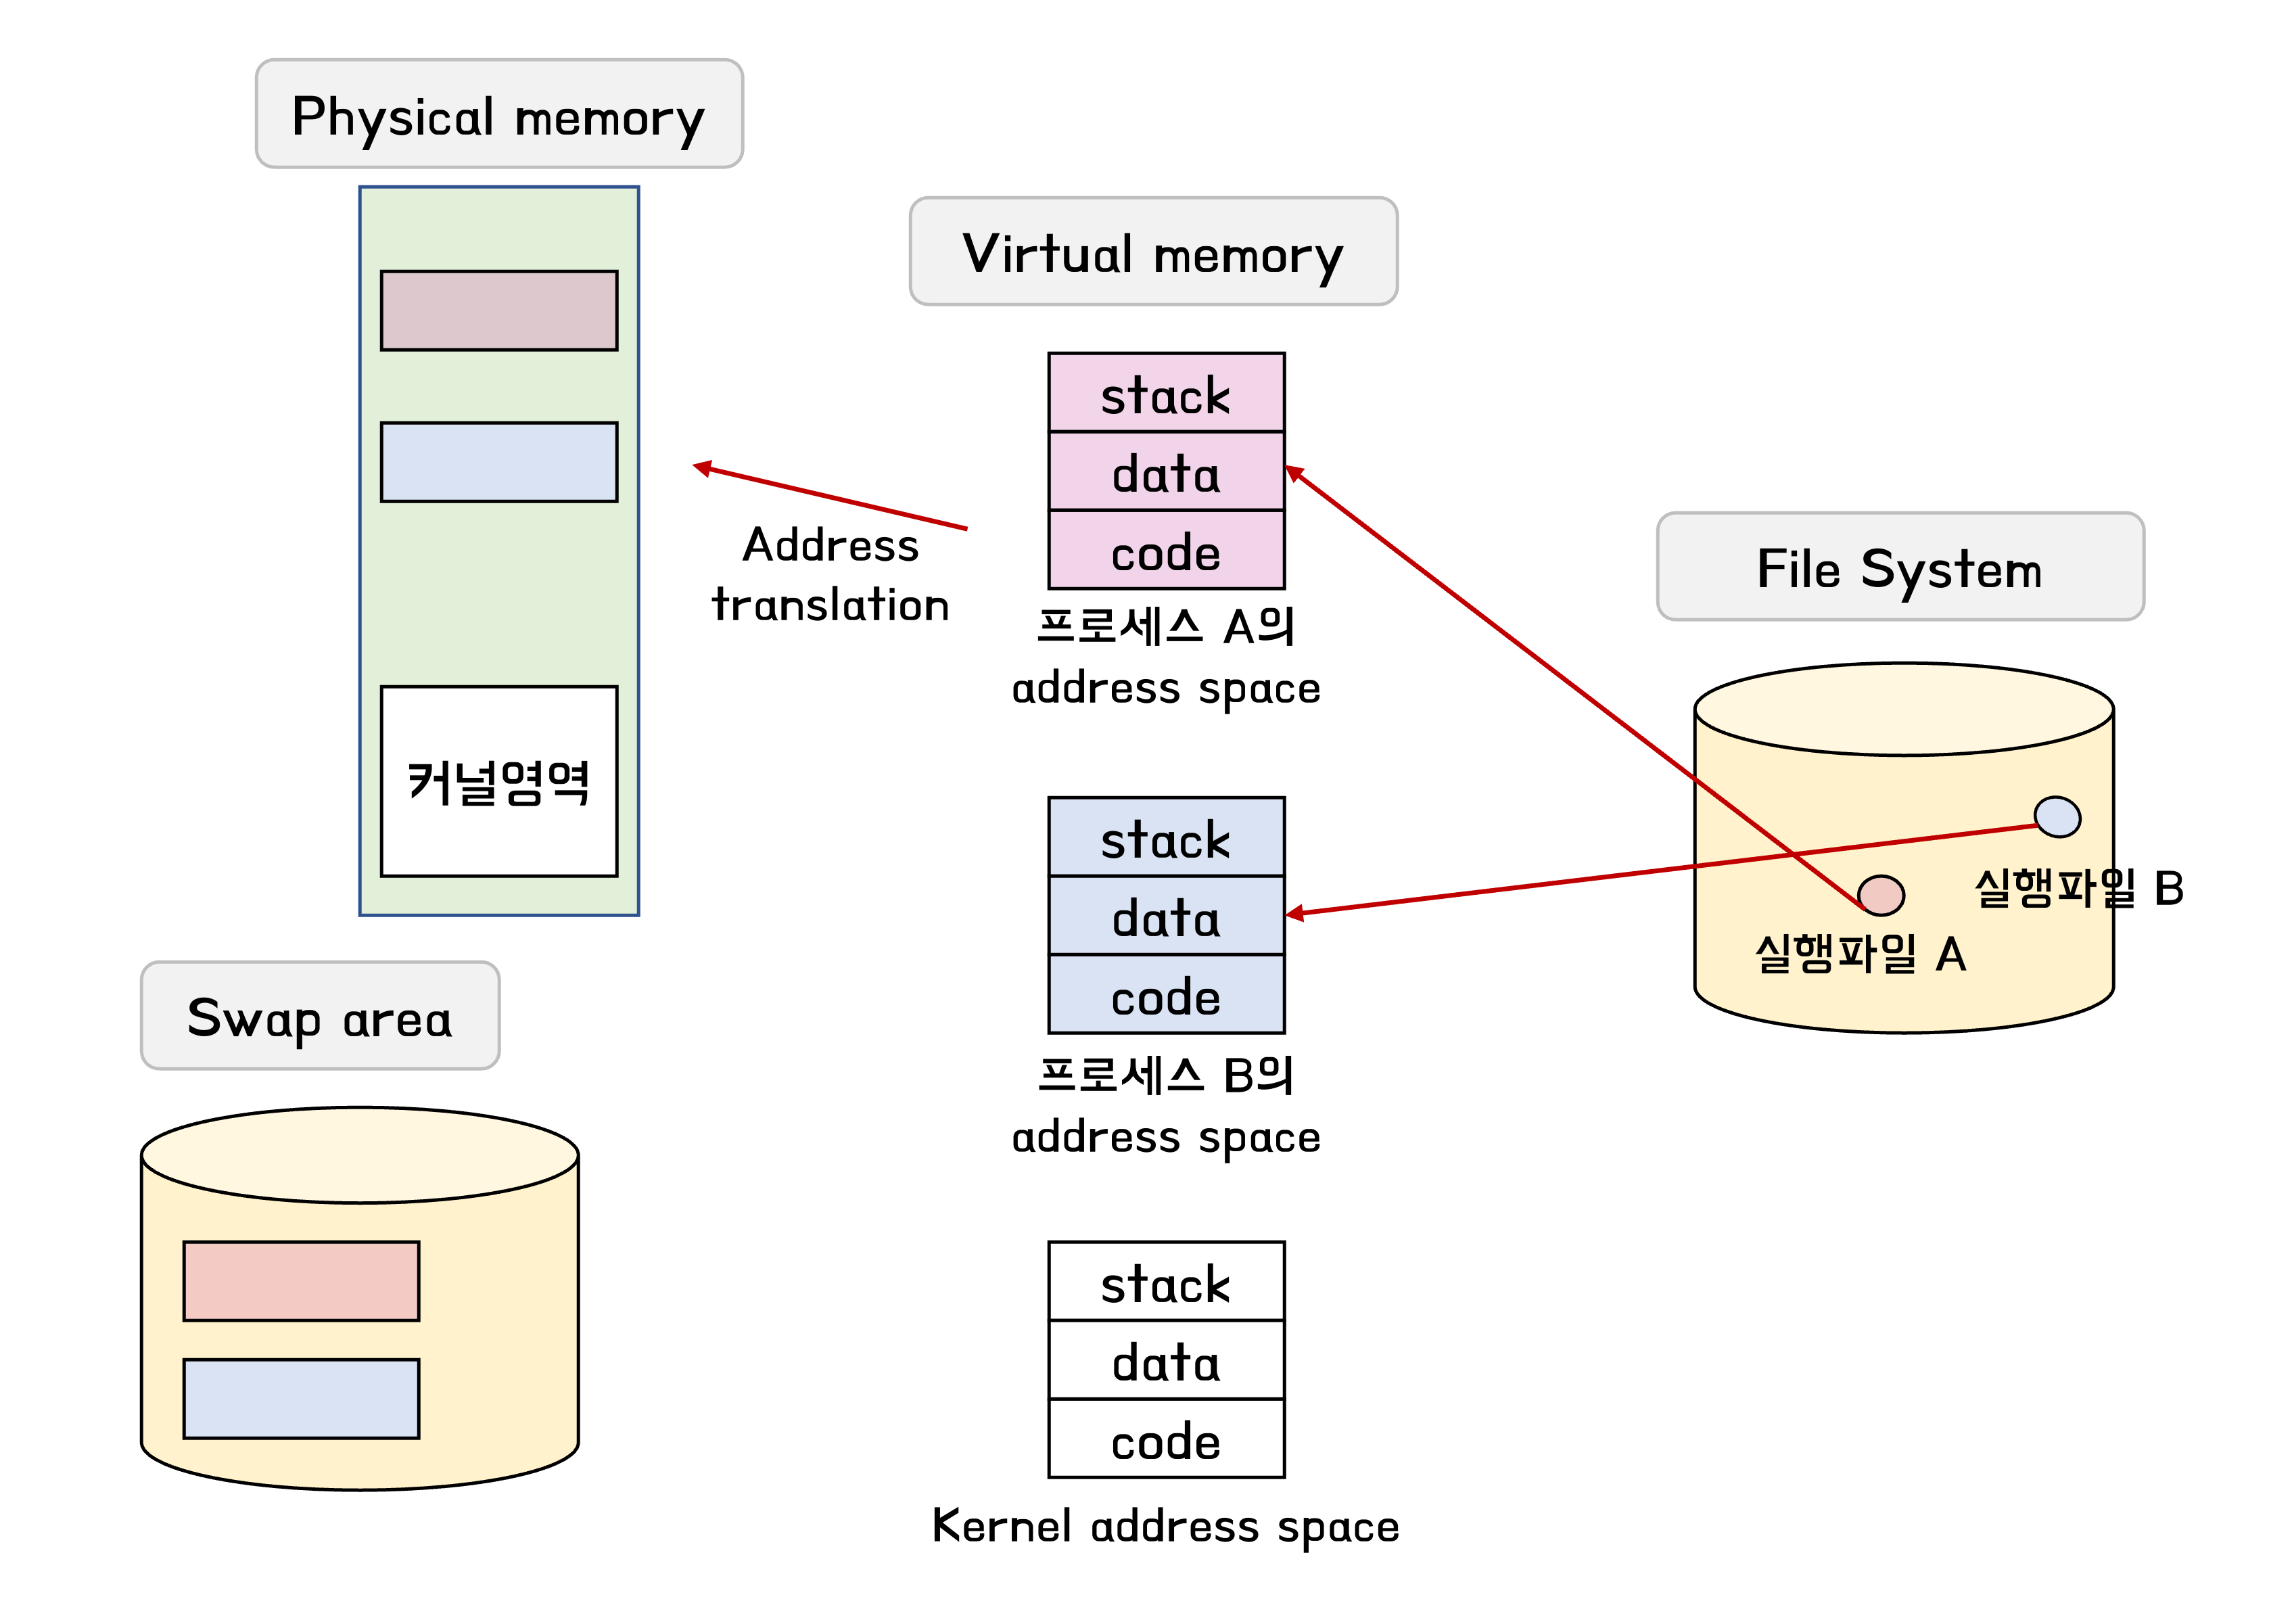 Physical memory
커널영역
Swap area
Virtual memory
Address
translation
stack
data
code
프로세스 A의
address space
stack
data
code
프로세스 B의
address space
stack
data
code
Kernel address space
File System
실행파일 B
실행파일 A